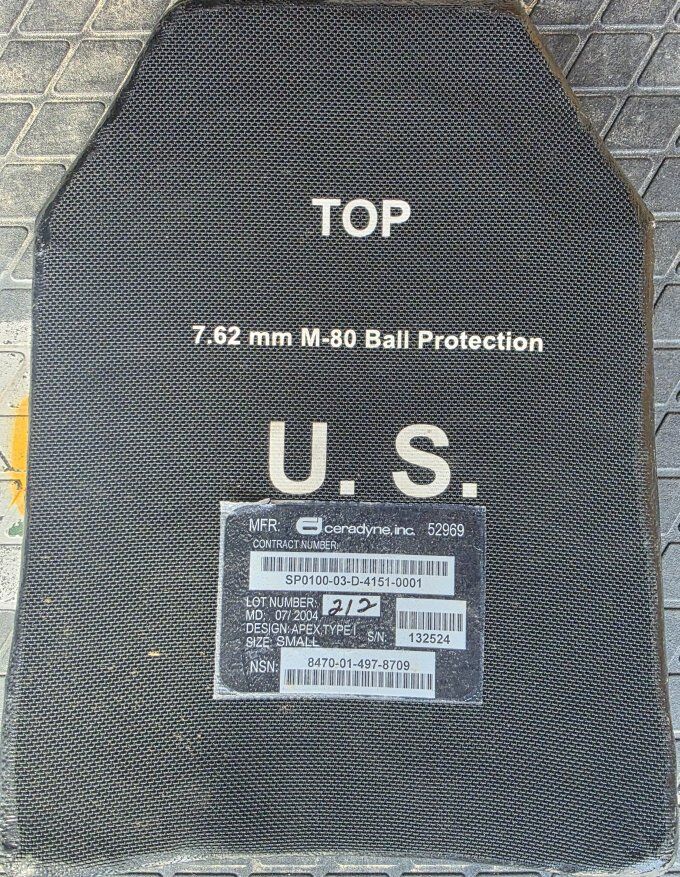 TOP
7.62 mm M-80 Ball Protection
U. S.
MFR: ceradyne, inc. 52969
CONTRACT NUMBER:
SP0100-03-D-4151-0001
LOT NUMBER: 212
MD: 07/2004
DESIGN: APEX, TYPE I
SIZE: SMALL S/N: 132524
NSN: 8470-01-497-8709